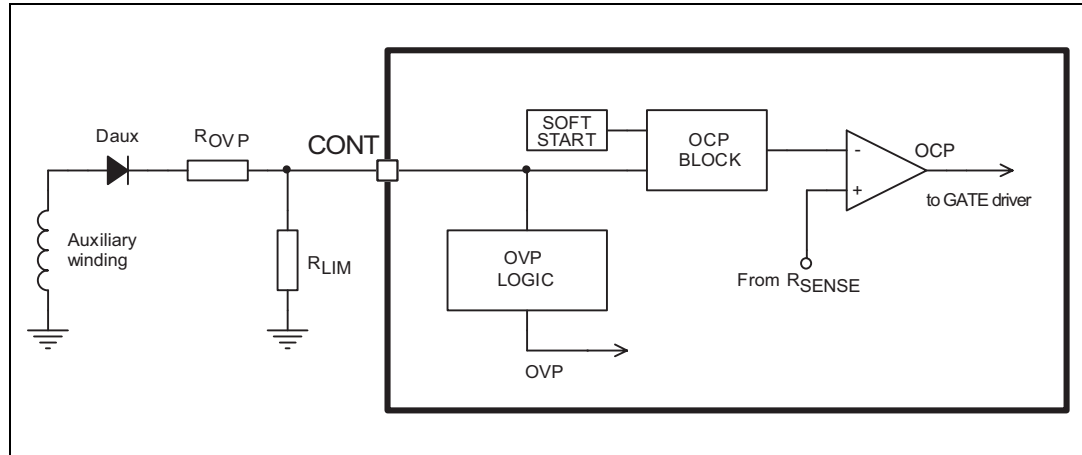 Daux
ROVP
CONT
SOFT
START
OCP
BLOCK
-
+
OCP
to GATE driver
Auxiliary
winding
RLIM
OVP
LOGIC
From RSENSE
OVP